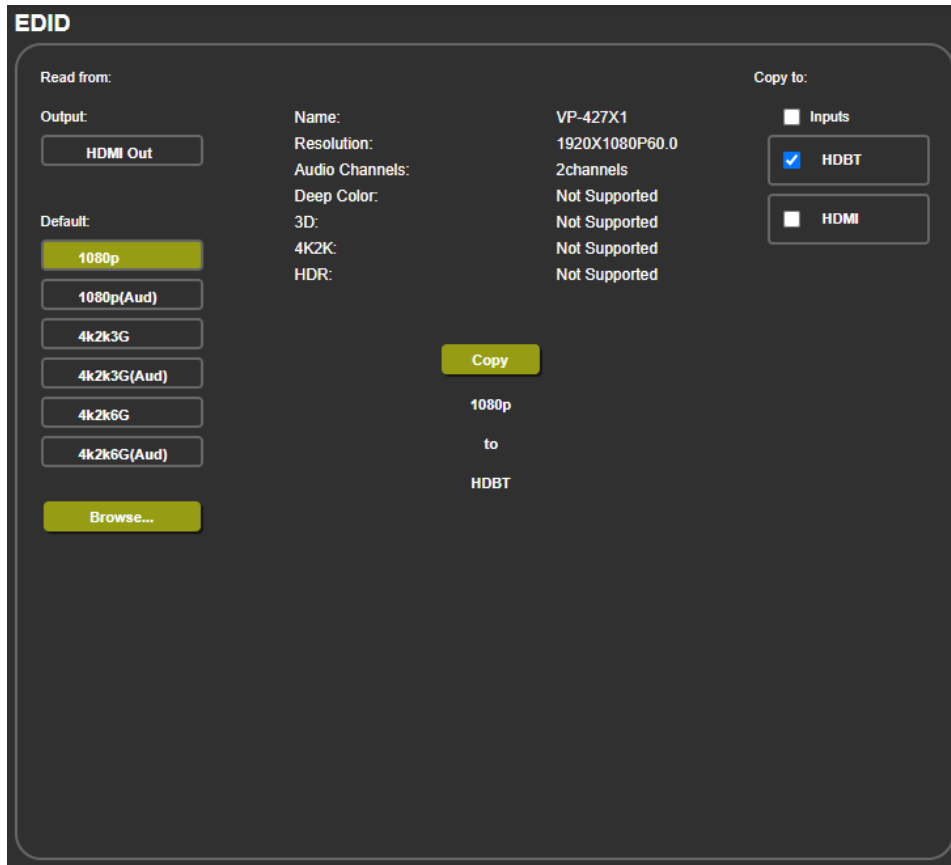 EDID
Read from:
Copy to:
Output:
HDMI Out
Default:
1080p
1080p(Aud)
4k2k3G
4k2k3G(Aud)
4k2k6G
4k2k6G(Aud)
Browse...
Name: VP-427X1
Resolution: 1920X1080P60.0
Audio Channels: 2channels
Deep Color: Not Supported
3D: Not Supported
4K2K: Not Supported
HDR: Not Supported
Copy
1080p
to
HDBT
Inputs
HDBT
HDMI